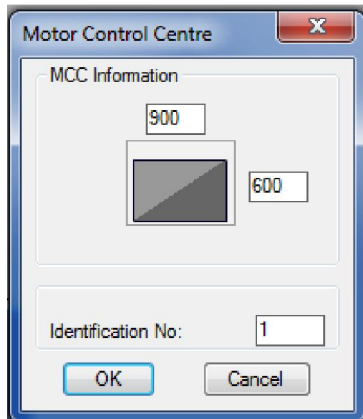 Motor Control Centre
MCC Information
900
600
Identification No: 1
OK Cancel